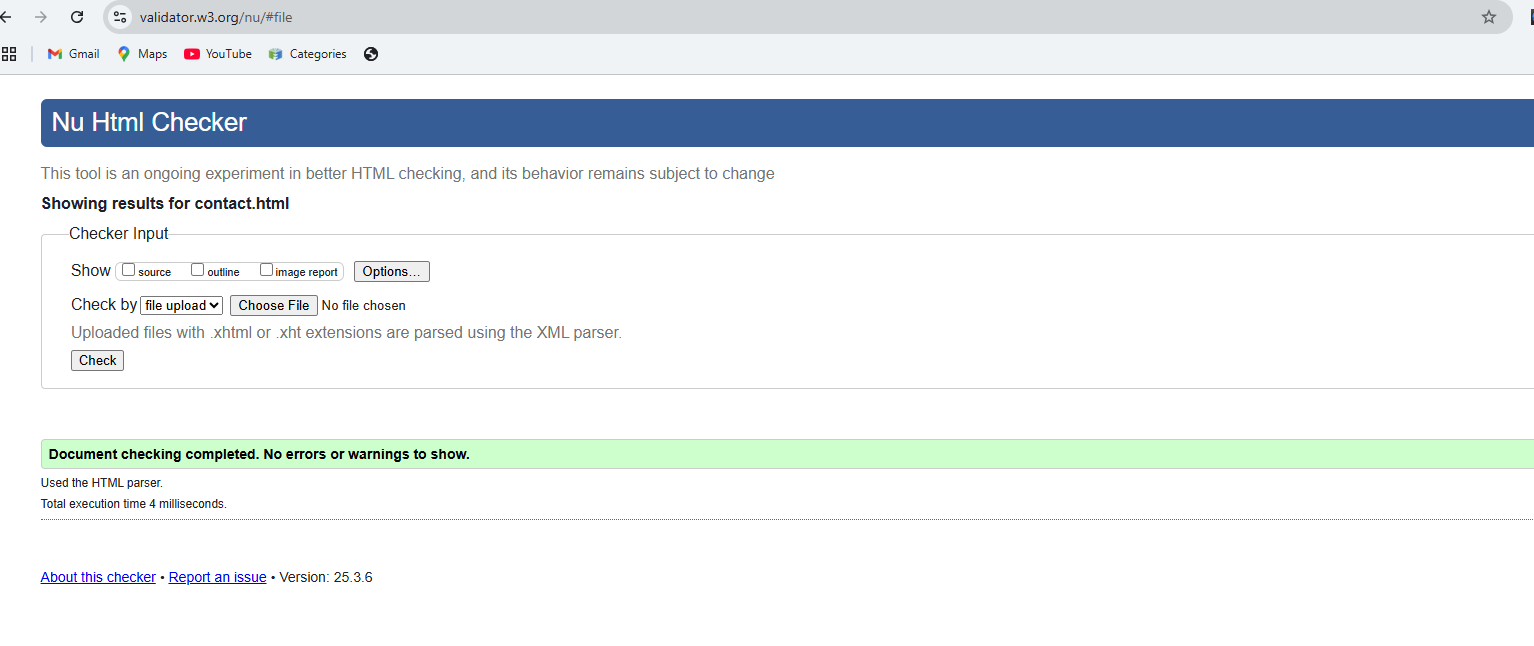 validator.w3.org/nu/#file
Gmail Maps YouTube Categories
Nu Html Checker
This tool is an ongoing experiment in better HTML checking, and its behavior remains subject to change
Showing results for contact.html
Checker Input
Show source outline image report Options...
Check by file upload Choose File No file chosen
Uploaded files with .xhtml or .xht extensions are parsed using the XML parser.
Check
Document checking completed. No errors or warnings to show.
Used the HTML parser.
Total execution time 4 milliseconds.
About this checker • Report an issue • Version: 25.3.6